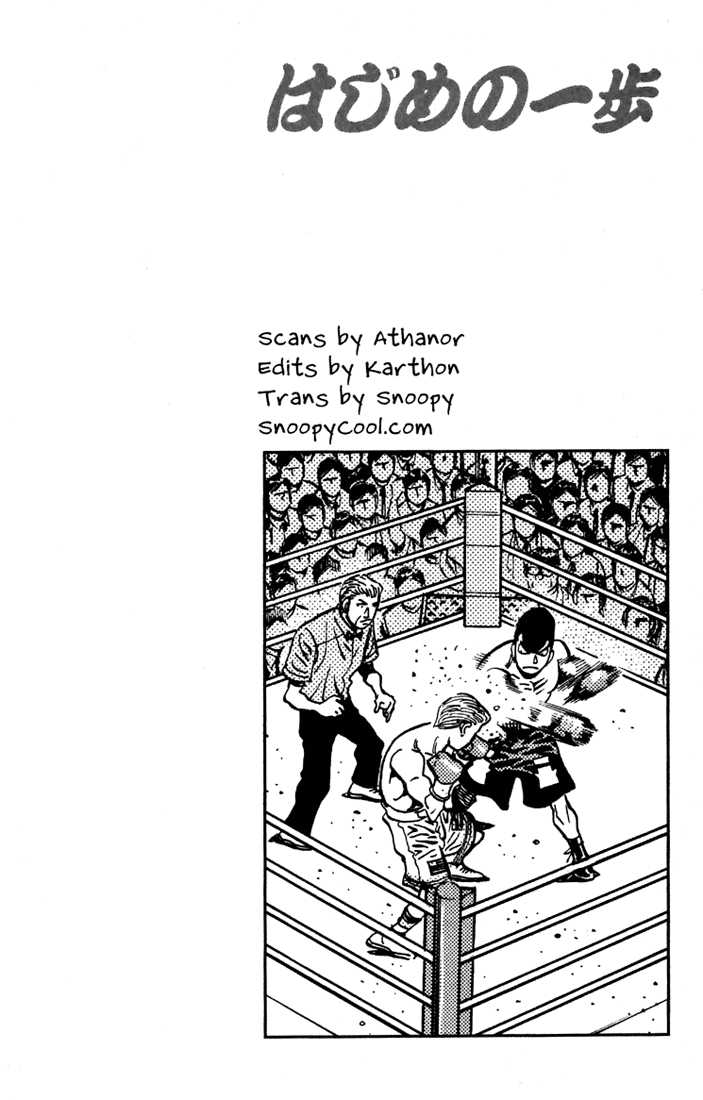 はじめの一歩
Scans by Athanor
Edits by Karthon
Trans by Snoopy
SnoopyCool.com